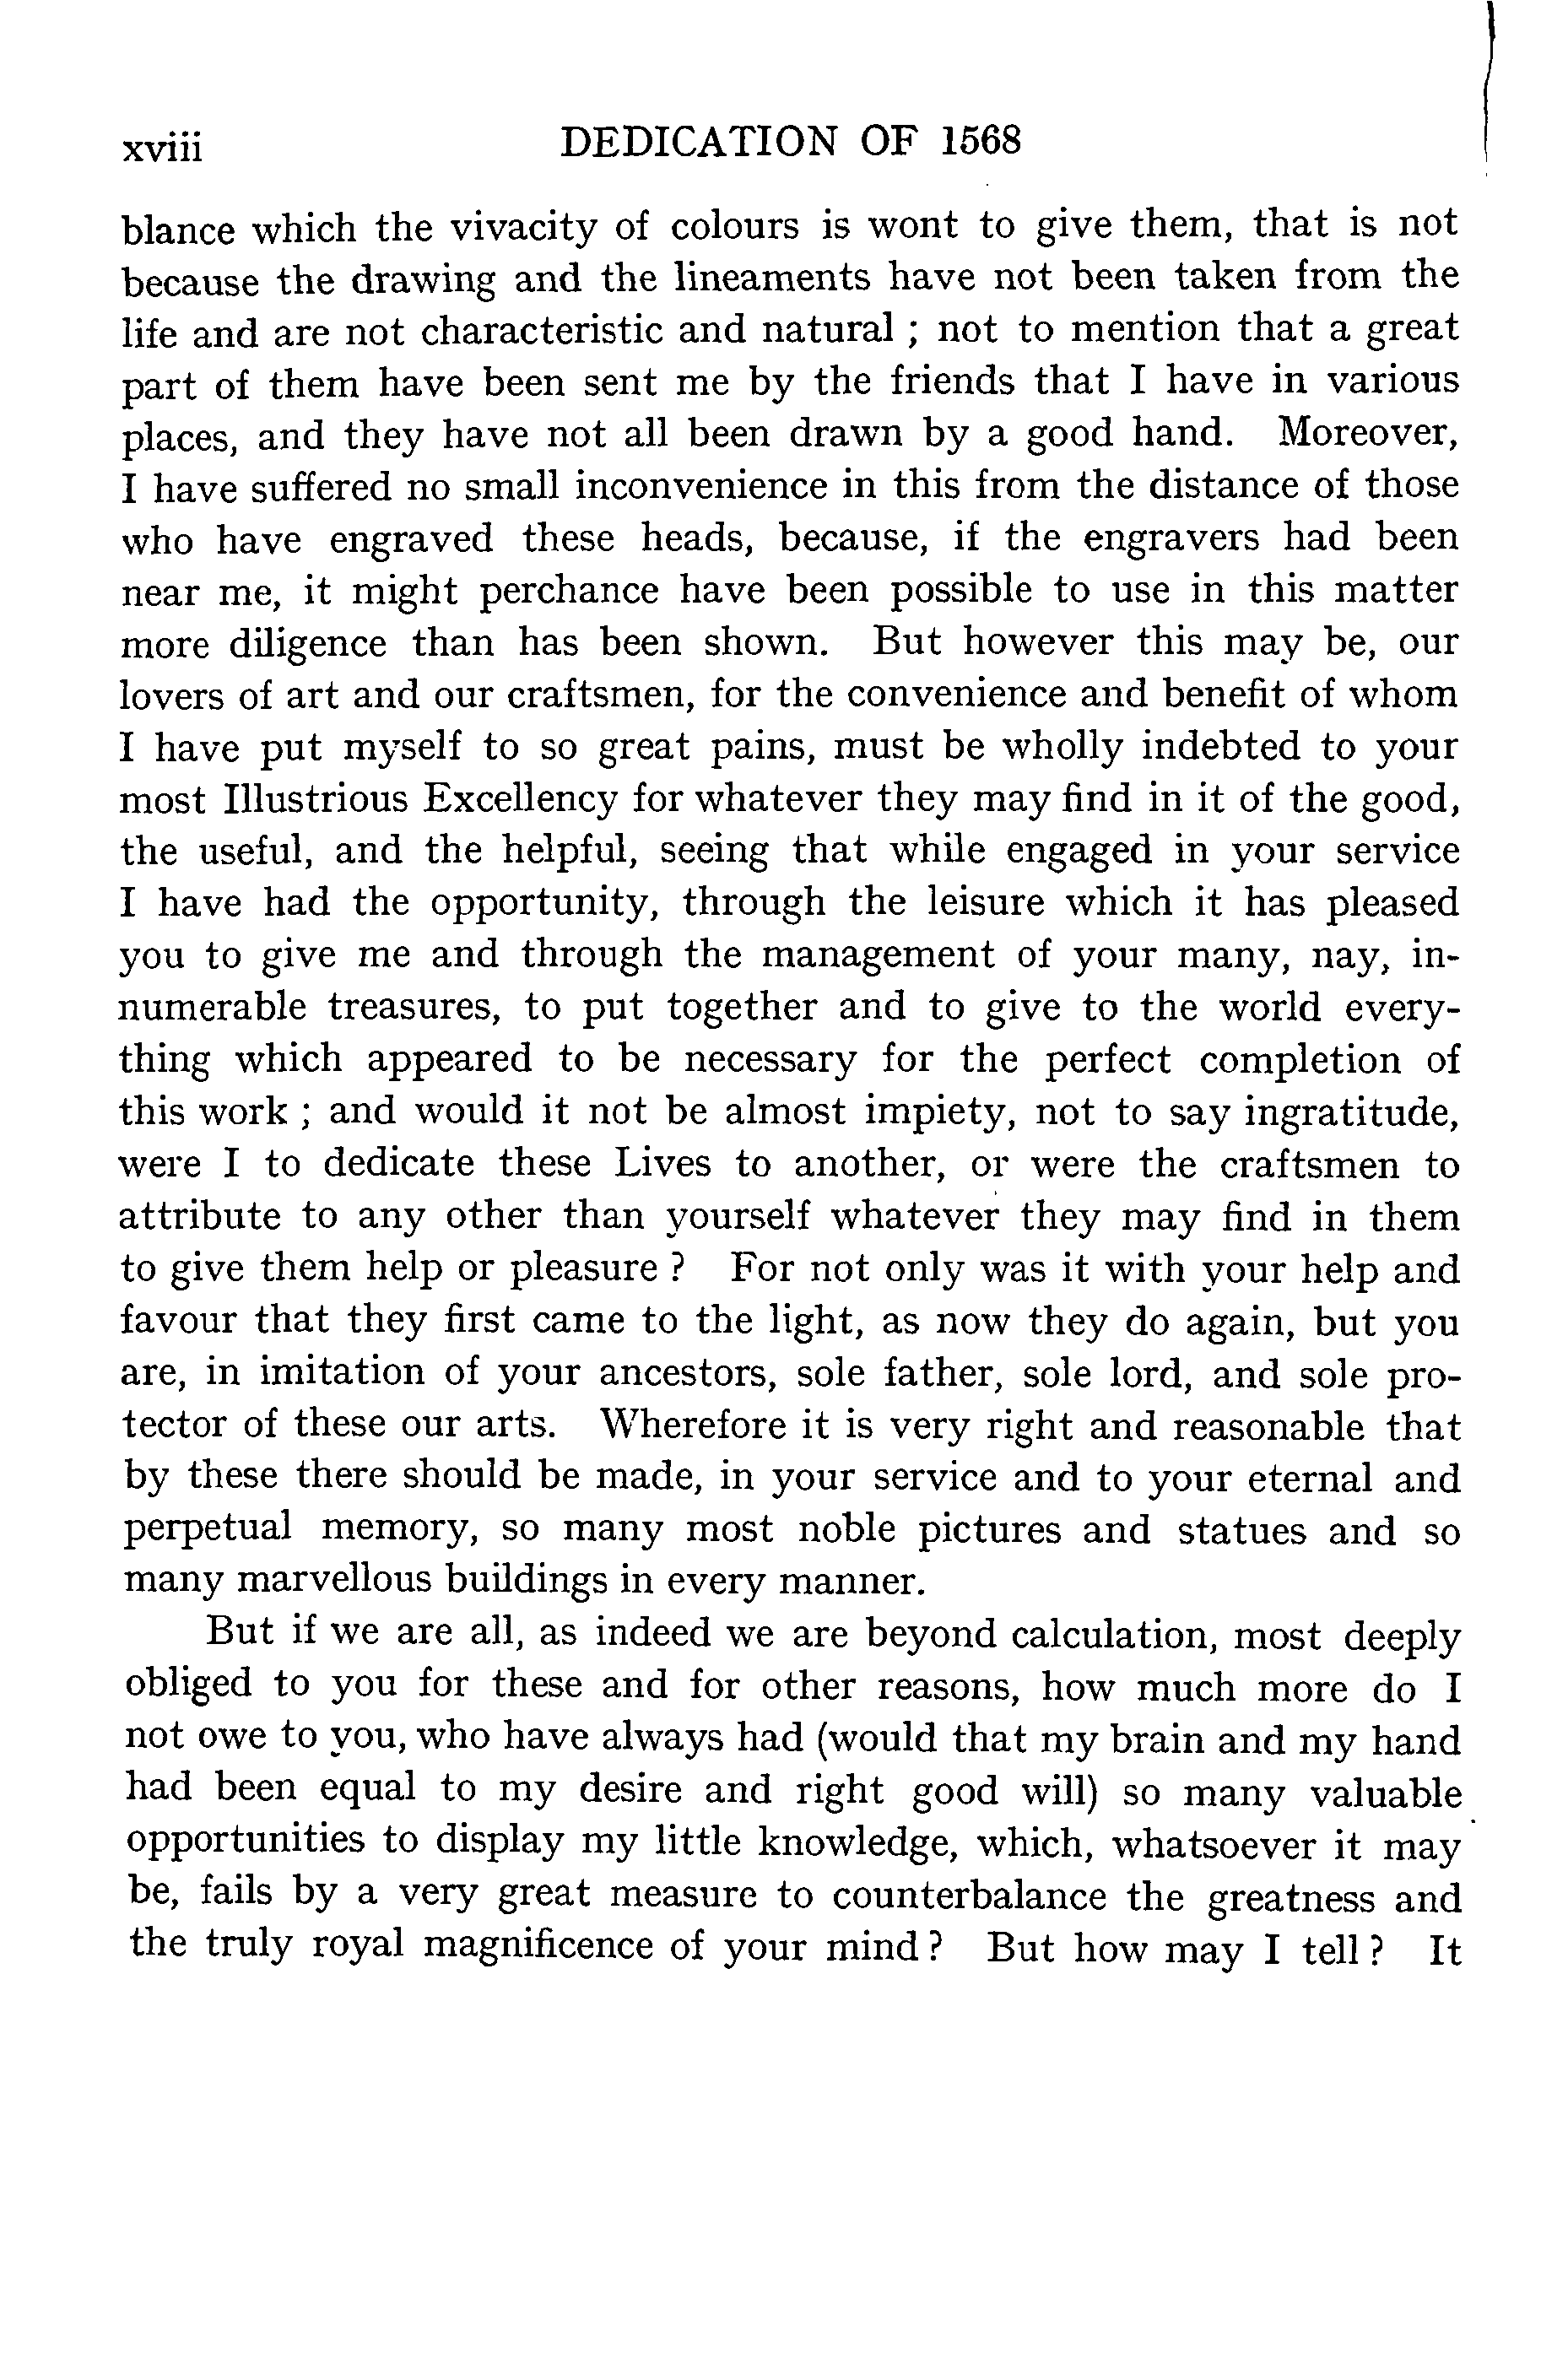 xviii DEDICATION OF 1568
blance which the vivacity of colours is wont to give them, that is not
because the drawing and the lineaments have not been taken from the
life and are not characteristic and natural ; not to mention that a great
part of them have been sent me by the friends that I have in various
places, and they have not all been drawn by a good hand. Moreover,
I have suffered no small inconvenience in this from the distance of those
who have engraved these heads, because, if the engravers had been
near me, it might perchance have been possible to use in this matter
more diligence than has been shown. But however this may be, our
lovers of art and our craftsmen, for the convenience and benefit of whom
I have put myself to so great pains, must be wholly indebted to your
most Illustrious Excellency for whatever they may find in it of the good,
the useful, and the helpful, seeing that while engaged in your service
I have had the opportunity, through the leisure which it has pleased
you to give me and through the management of your many, nay, in-
numerable treasures, to put together and to give to the world every-
thing which appeared to be necessary for the perfect completion of
this work ; and would it not be almost impiety, not to say ingratitude,
were I to dedicate these Lives to another, or were the craftsmen to
attribute to any other than yourself whatever they may find in them
to give them help or pleasure ? For not only was it with your help and
favour that they first came to the light, as now they do again, but you
are, in imitation of your ancestors, sole father, sole lord, and sole pro-
tector of these our arts. Wherefore it is very right and reasonable that
by these there should be made, in your service and to your eternal and
perpetual memory, so many most noble pictures and statues and so
many marvellous buildings in every manner.
But if we are all, as indeed we are beyond calculation, most deeply
obliged to you for these and for other reasons, how much more do I
not owe to you, who have always had (would that my brain and my hand
had been equal to my desire and right good will) so many valuable
opportunities to display my little knowledge, which, whatsoever it may
be, fails by a very great measure to counterbalance the greatness and
the truly royal magnificence of your mind ? But how may I tell ? It